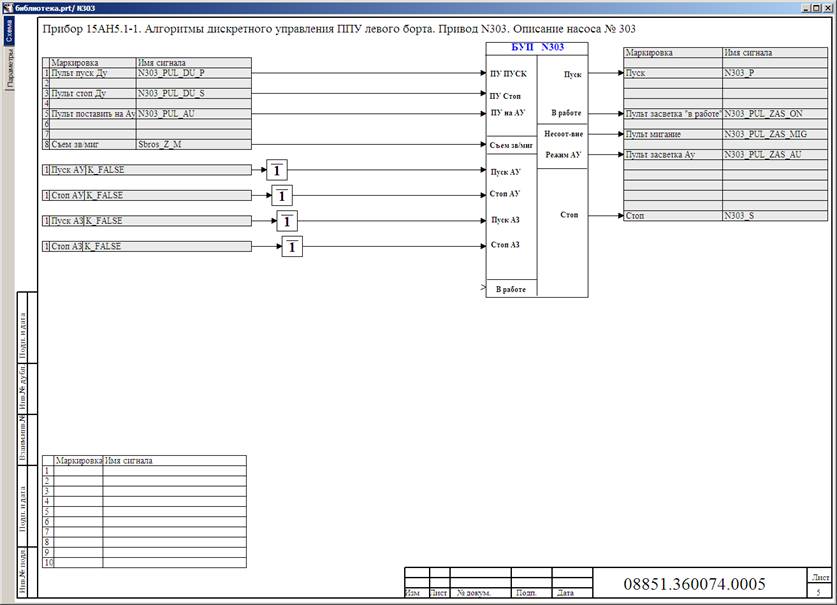 библиотека.prt/ N303
Схема
Параметры
Прибор 15АН5.1-1. Алгоритмы дискретного управления ППУ левого борта. Привод N303. Описание насоса № 303
Маркировка Имя сигнала
1 Пульт пуск Ду N303_PUL_DU_P
2
3 Пульт стоп Ду N303_PUL_DU_S
4
5 Пульт поставить на Ау N303_PUL_AU
6
7
8 Съем зв/миг Sbros_Z_M
1 Пуск АУ K_FALSE
1
1 Стоп АУ K_FALSE
1
1 Пуск АЗ K_FALSE
1
1 Стоп АЗ K_FALSE
1
БУП N303
ПУ ПУСК
ПУ Стоп
ПУ на АУ
Съем зв/миг
Пуск АУ
Стоп АУ
Пуск АЗ
Стоп АЗ
В работе
Пуск
В работе
Несоот-вие
Режим АУ
Стоп
Маркировка Имя сигнала
Пуск N303_P
Пульт засветка "в работе" N303_PUL_ZAS_ON
Пульт мигание N303_PUL_ZAS_MIG
Пульт засветка Ау N303_PUL_ZAS_AU
Стоп N303_S
Маркировка Имя сигнала
1
2
3
4
5
6
7
8
9
10
Подп. и дата
Инв.№ дубл.
Взам.инв.№
Подп. и дата
Инв.№ подл.
Изм Лист № докум. Подп. Дата
08851.360074.0005
Лист
5